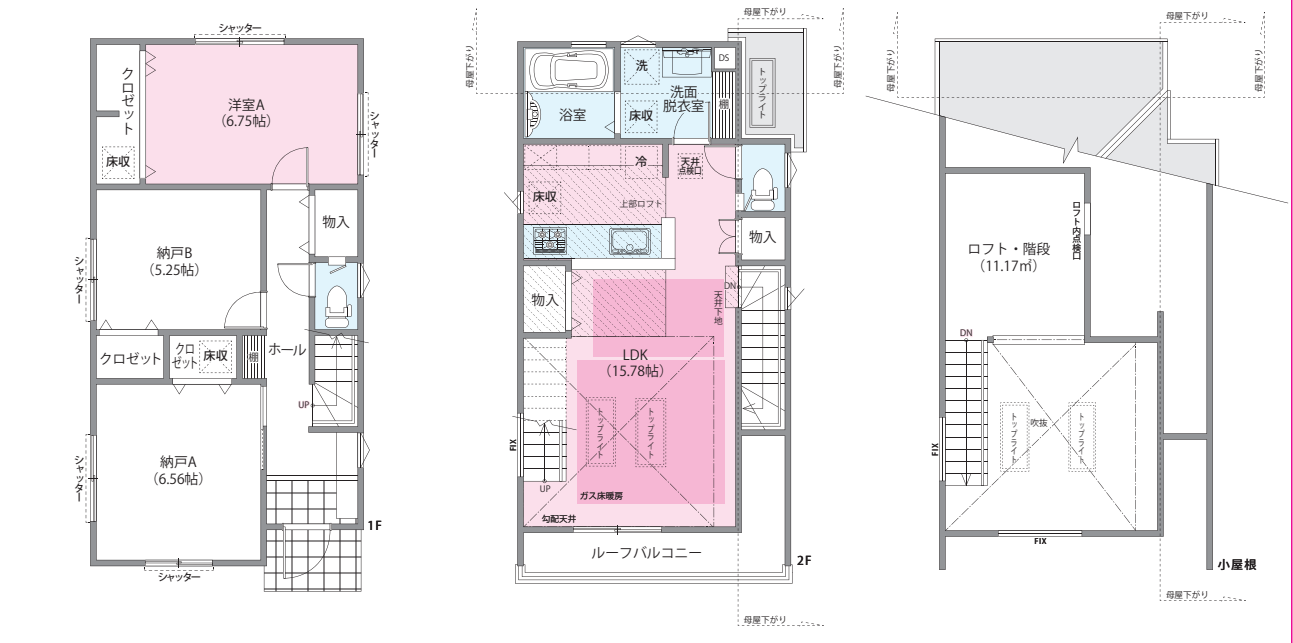 シャッター
クロゼット
床収
洋室A
（6.75帖）
シャッター
納戸B
（5.25帖）
シャッター
物入
クロゼット
クロ
ゼット
床収
棚
ホール
UP
納戸A
（6.56帖）
シャッター
シャッター
1F
母屋下がり
母屋下がり
母屋下がり
洗
洗面
脱衣室
浴室
床収
DS
棚
トップライト
冷
天井
点検口
床収
上部ロフト
物入
物入
DN
天井下地
LDK
（15.78帖）
トップライト
トップライト
FIX
UP
ガス床暖房
勾配天井
ルーフバルコニー
2F
母屋下がり
母屋下がり
母屋下がり
母屋下がり
ロフト・階段
（11.17㎡）
ロフト内点検口
DN
トップライト
吹抜
トップライト
FIX
FIX
小屋根
母屋下がり